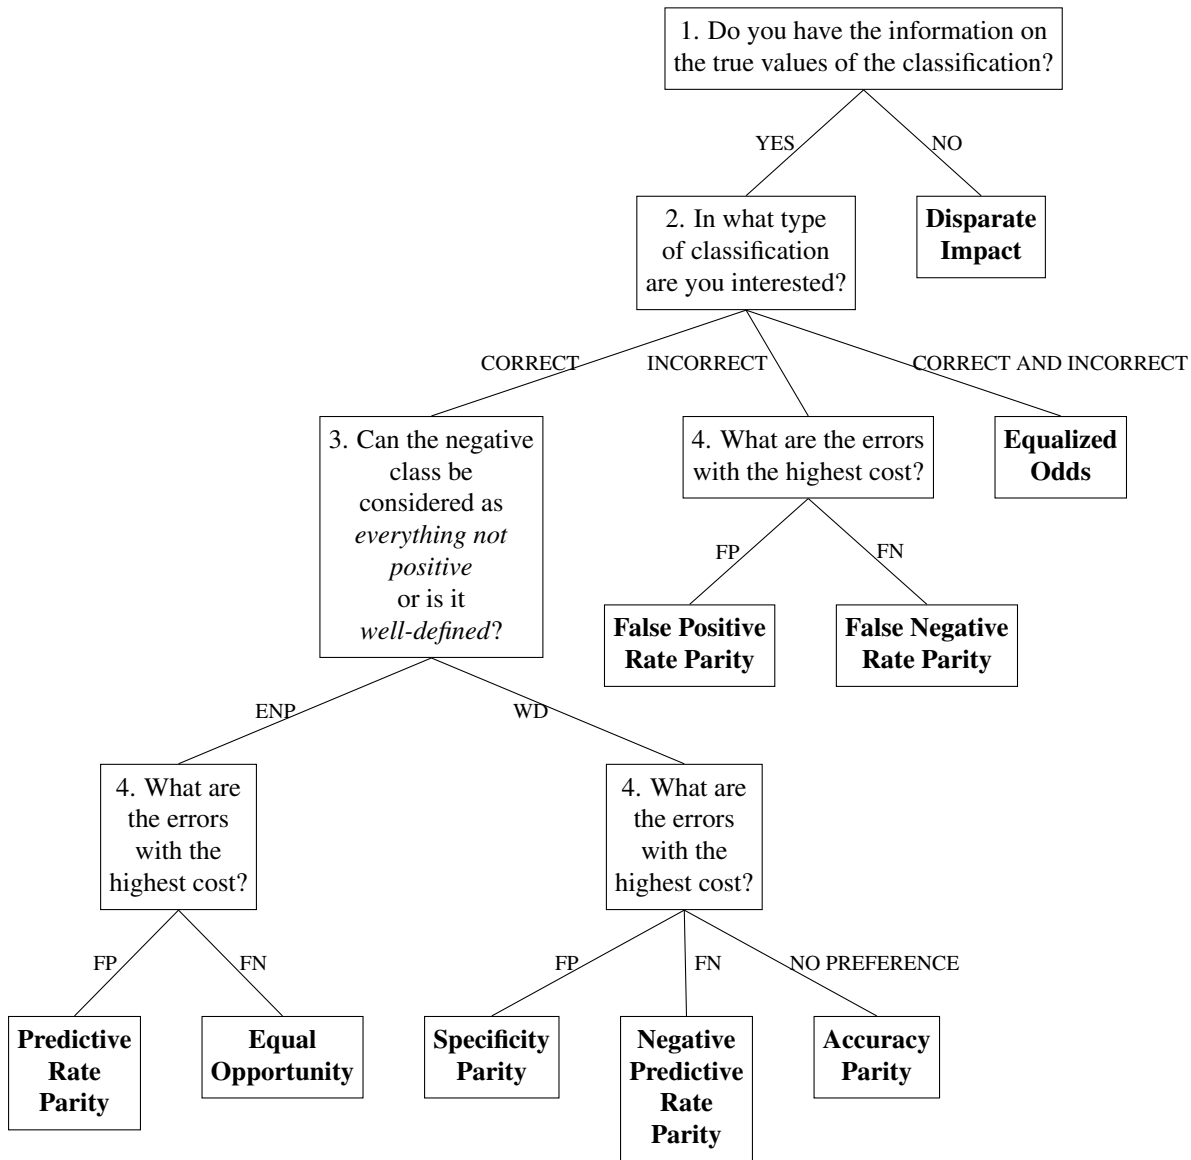 1. Do you have the information on
the true values of the classification?
YES
NO
2. In what type
of classification
are you interested?
Disparate
Impact
CORRECT
INCORRECT
CORRECT AND INCORRECT
3. Can the negative
class be
considered as
everything not
positive
or is it
well-defined?
4. What are the errors
with the highest cost?
Equalized
Odds
FP
FN
False Positive
Rate Parity
False Negative
Rate Parity
ENP
WD
4. What are
the errors
with the
highest cost?
4. What are
the errors
with the
highest cost?
FP
FN
FP
FN
NO PREFERENCE
Predictive
Rate
Parity
Equal
Opportunity
Specificity
Parity
Negative
Predictive
Rate
Parity
Accuracy
Parity